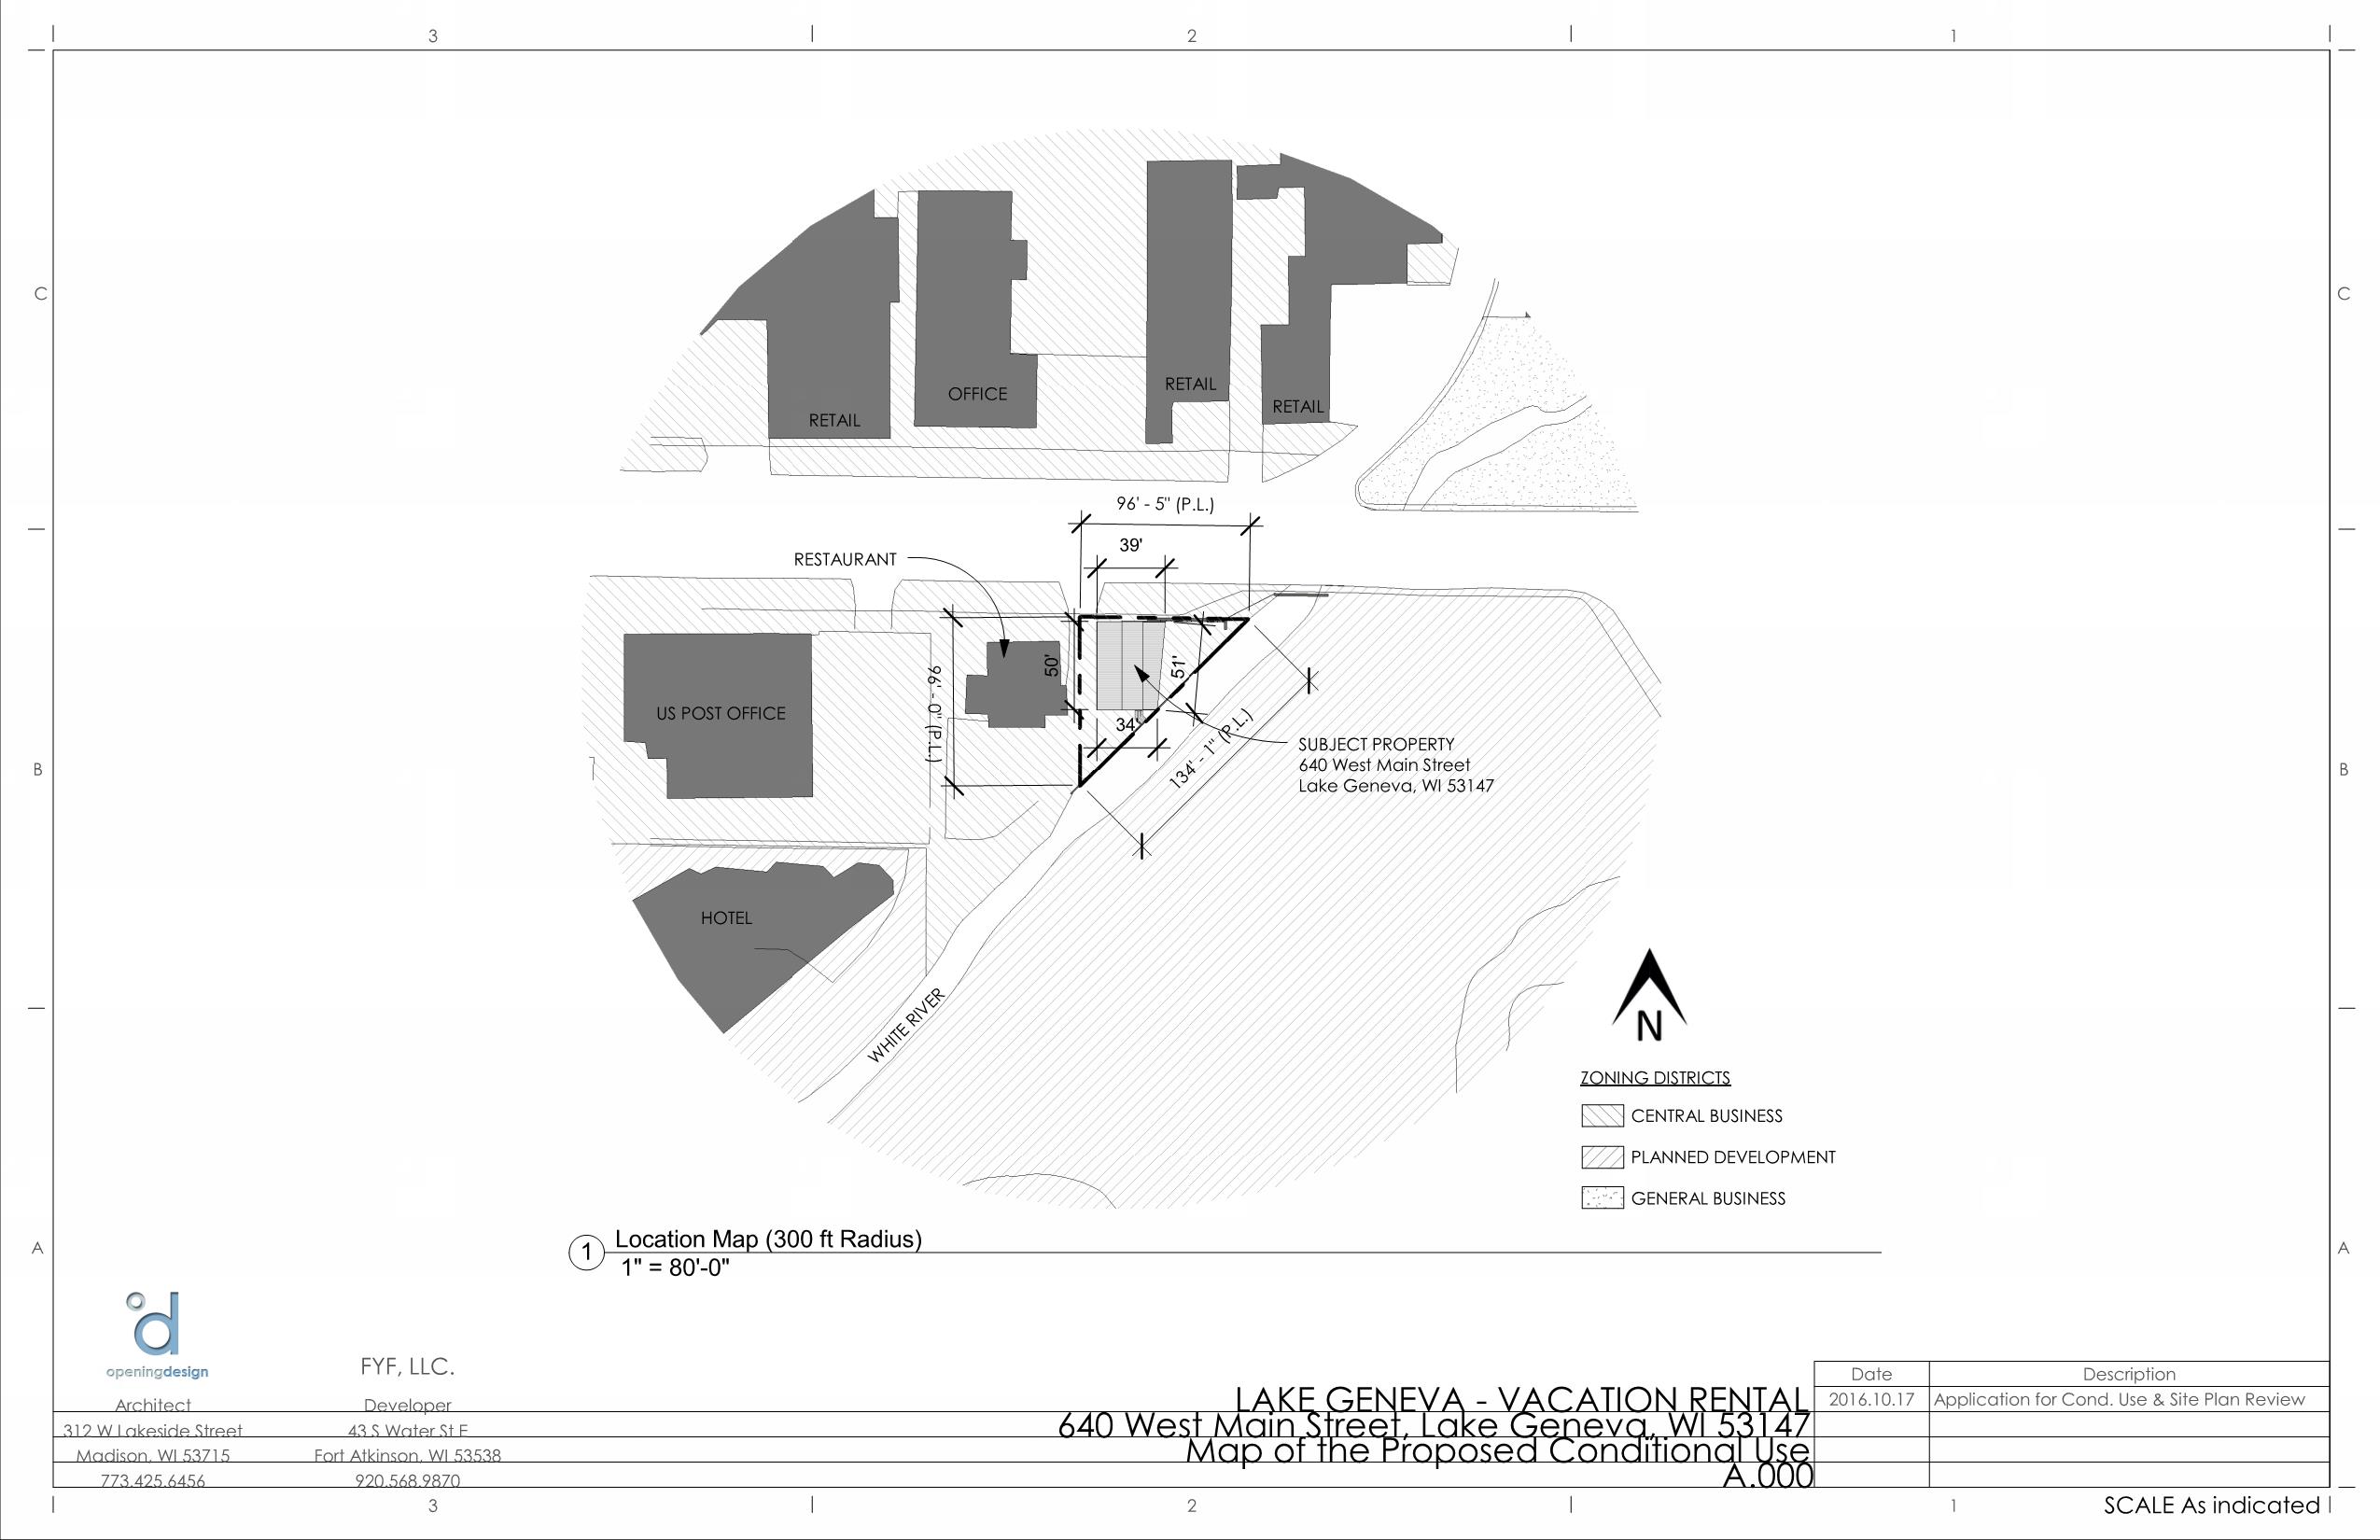 3
2
1
C
C
RETAIL
OFFICE
RETAIL
RETAIL
96' - 5" (P.L.)
39'
RESTAURANT
96' - 0" (P.L.)
50'
51'
34'
134' - 1" (P.L.)
US POST OFFICE
SUBJECT PROPERTY
640 West Main Street
Lake Geneva, WI 53147
B
B
HOTEL
WHITE RIVER
N
ZONING DISTRICTS
CENTRAL BUSINESS
PLANNED DEVELOPMENT
GENERAL BUSINESS
A
A
1
Location Map (300 ft Radius)
1" = 80'-0"
d
openingdesign
Architect
312 W Lakeside Street
Madison, WI 53715
773.425.6456
FYF, LLC.
Developer
43 S Water St E
Fort Atkinson, WI 53538
920.568.9870
LAKE GENEVA - VACATION RENTAL
640 West Main Street, Lake Geneva, WI 53147
Map of the Proposed Conditional Use
A.000
Date Description
2016.10.17 Application for Cond. Use & Site Plan Review
3
2
1
SCALE As indicated